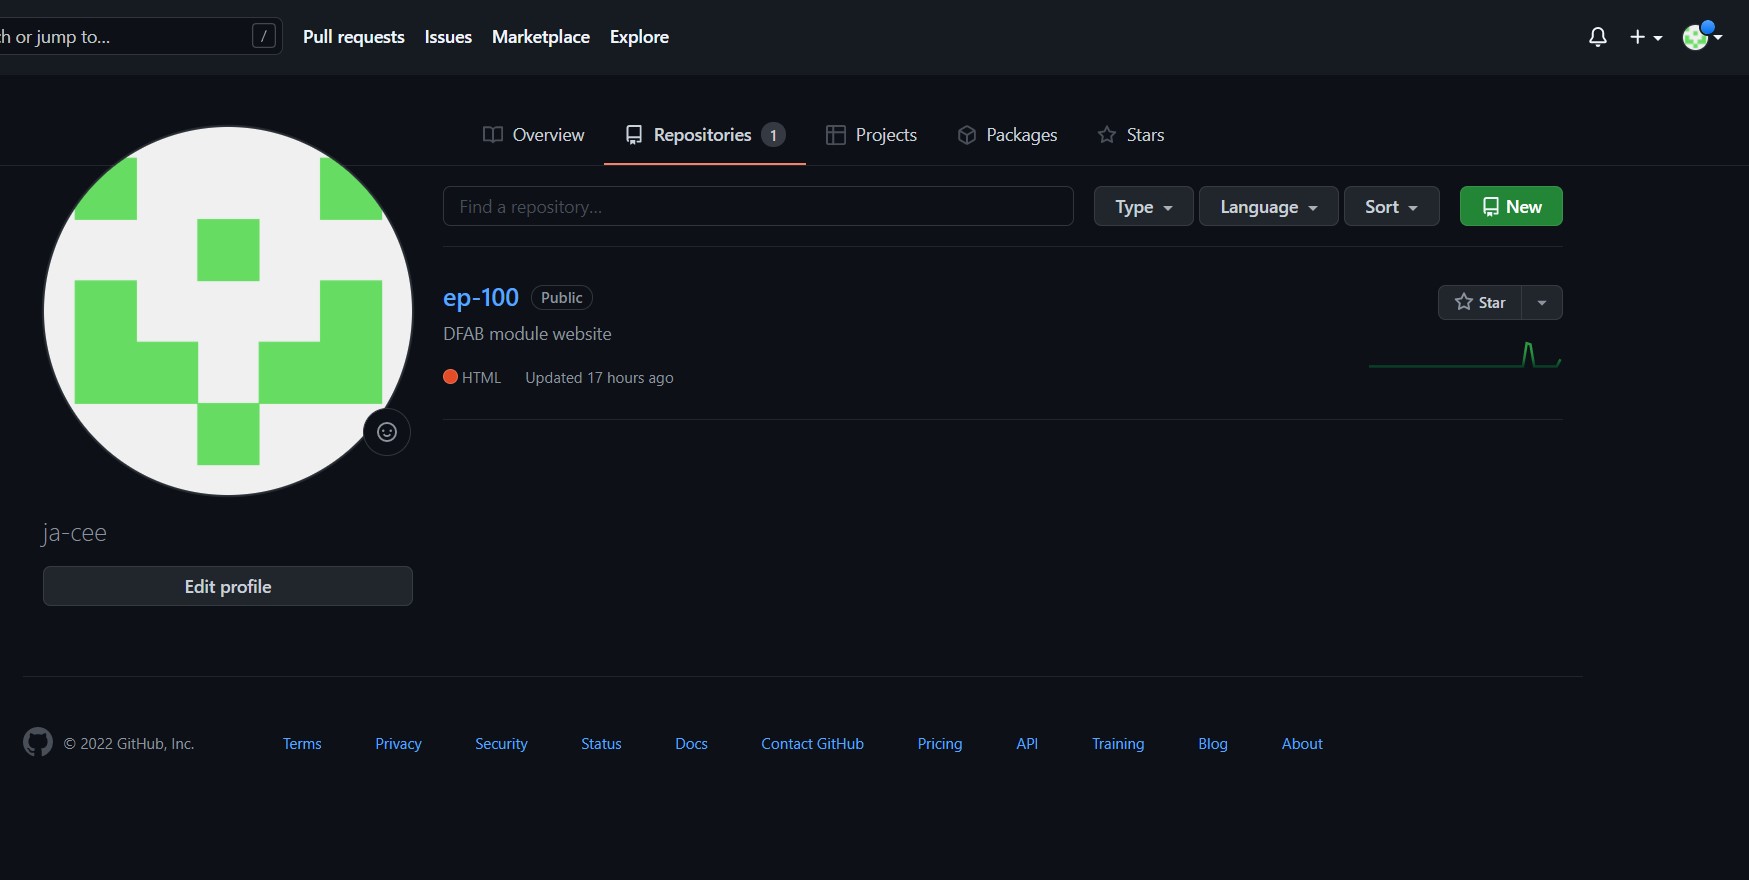 ch or jump to... /
Pull requests Issues Marketplace Explore
Overview Repositories 1 Projects Packages Stars
Find a repository... Type Language Sort New
ep-100 Public Star
DFAB module website
HTML Updated 17 hours ago
ja-cee
Edit profile
© 2022 GitHub, Inc. Terms Privacy Security Status Docs Contact GitHub Pricing API Training Blog About